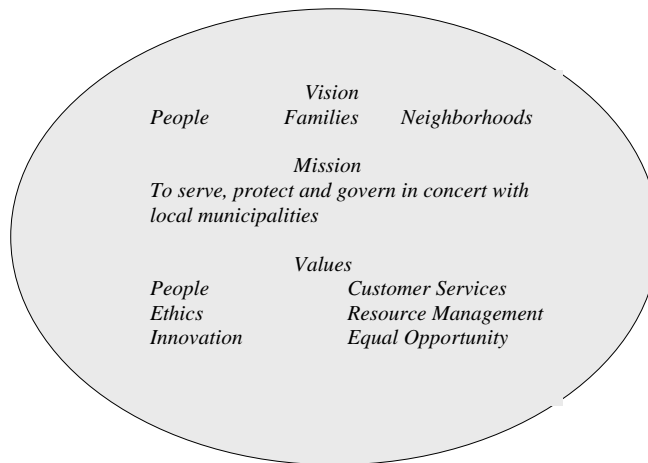 Vision
People Families Neighborhoods
Mission
To serve, protect and govern in concert with
local municipalities
Values
People Customer Services
Ethics Resource Management
Innovation Equal Opportunity